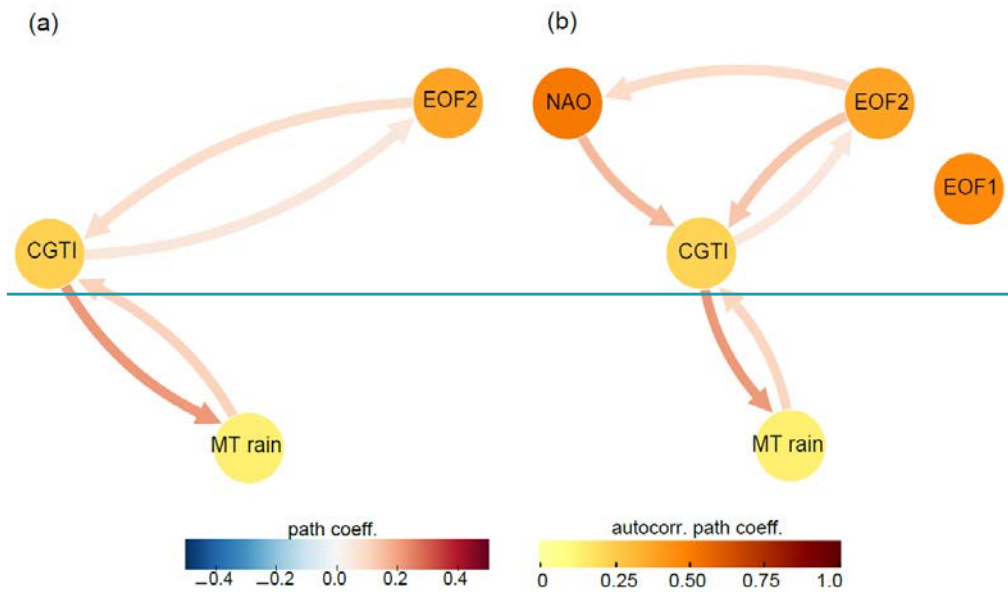 (a)
(b)
EOF2
NAO
EOF2
EOF1
CGTI
CGTI
MT rain
MT rain
path coeff.
−0.4 −0.2 0.0 0.2 0.4
autocorr. path coeff.
0 0.25 0.50 0.75 1.0